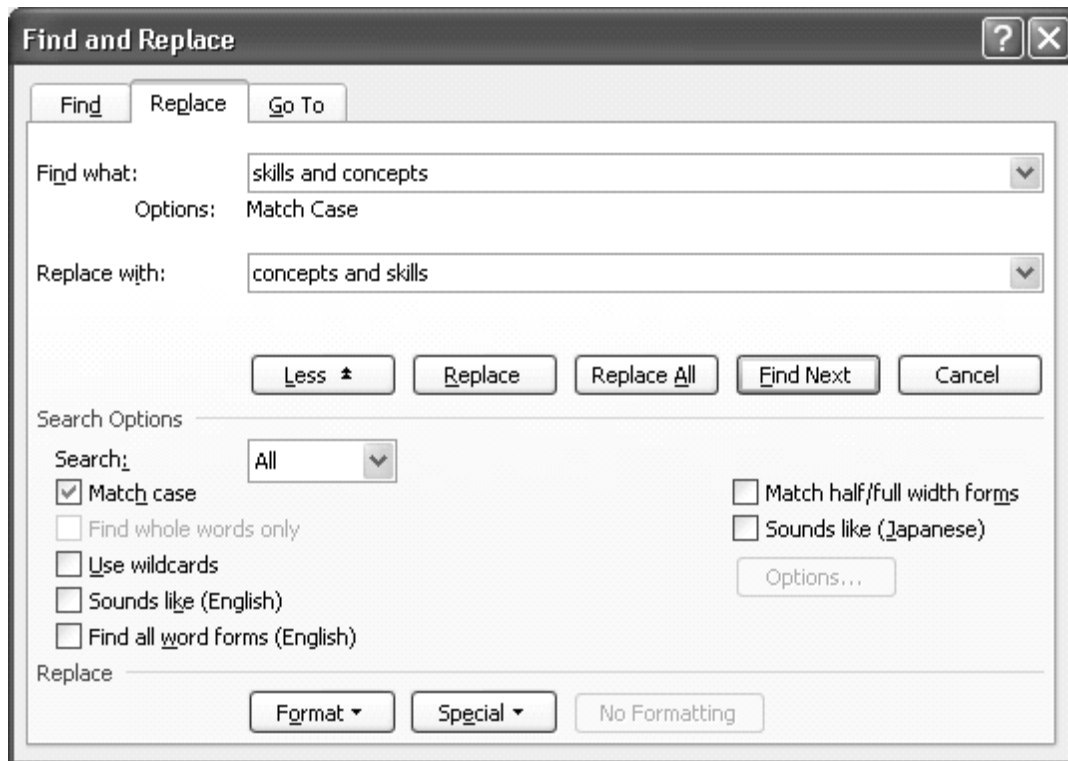 Find and Replace
Find Replace Go To
Find what: skills and concepts
Options: Match Case
Replace with: concepts and skills
Less Replace Replace All Find Next Cancel
Search Options
Search: All
Match case Match half/full width forms
Find whole words only Sounds like (Japanese)
Use wildcards Options...
Sounds like (English)
Find all word forms (English)
Replace
Format Special No Formatting